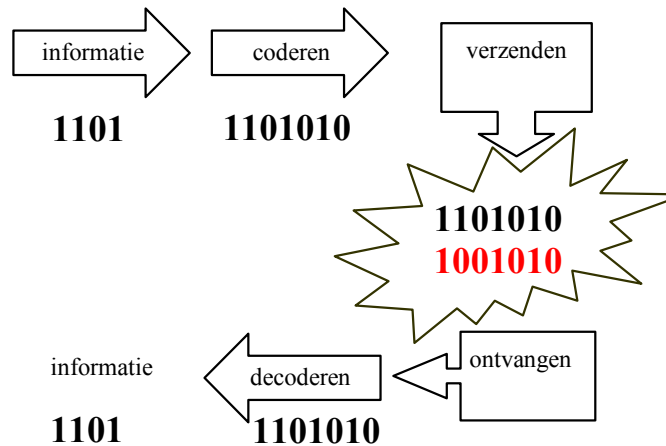 informatie
coderen
verzenden
1101
1101010
1101010
1001010
ontvangen
informatie
decoderen
1101
1101010